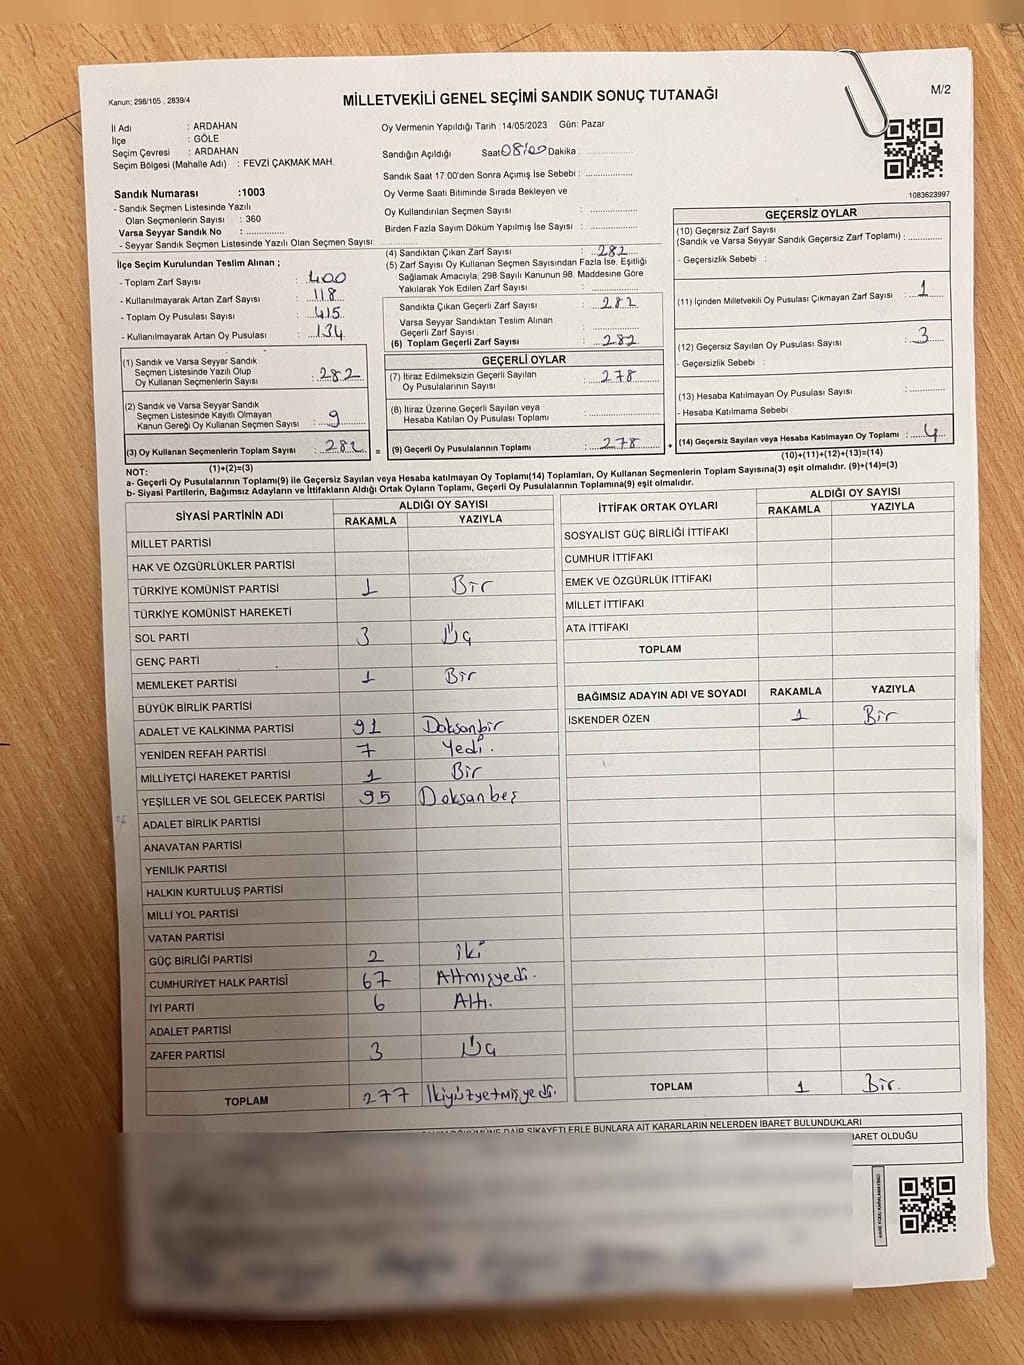 Kanun; 298/105 , 2839/4
MİLLETVEKİLİ GENEL SEÇİMİ SANDIK SONUÇ TUTANAĞI
M/2
İl Adı : ARDAHAN
İlçe : GÖLE
Seçim Çevresi : ARDAHAN
Seçim Bölgesi (Mahalle Adı) : FEVZİ ÇAKMAK MAH.
Sandık Numarası :1003
- Sandık Seçmen Listesinde Yazılı
Olan Seçmenlerin Sayısı : 360
Varsa Seyyar Sandık No : ..............
- Seyyar Sandık Seçmen Listesinde Yazılı Olan Seçmen Sayısı:
Oy Vermenin Yapıldığı Tarih :14/05/2023 Gün: Pazar
Sandığın Açıldığı Saat 08:00 Dakika : ..............
Sandık Saat 17:00'den Sonra Açımış İse Sebebi : ..............
Oy Verme Saati Bitiminde Sırada Bekleyen ve
Oy Kullandırılan Seçmen Sayısı : ..............
Birden Fazla Sayım Döküm Yapılmış İse Sayısı : ..............
1083623997
İlçe Seçim Kurulundan Teslim Alınan ;
- Toplam Zarf Sayısı : 400
- Kullanılmayarak Artan Zarf Sayısı : 118
- Toplam Oy Pusulası Sayısı : 415
- Kullanılmayarak Artan Oy Pusulası : 134
(1) Sandık ve Varsa Seyyar Sandık
Seçmen Listesinde Yazılı Olup
Oy Kullanan Seçmenlerin Sayısı : 282
(2) Sandık ve Varsa Seyyar Sandık
Seçmen Listesinde Kayıtlı Olmayan
Kanun Gereği Oy Kullanan Seçmen Sayısı : 9
(3) Oy Kullanan Seçmenlerin Toplam Sayısı : 282
(4) Sandıktan Çıkan Zarf Sayısı : 282
(5) Zarf Sayısı Oy Kullanan Seçmen Sayısından Fazla İse, Eşitliği
Sağlamak Amacıyla; 298 Sayılı Kanunun 98. Maddesine Göre
Yakılarak Yok Edilen Zarf Sayısı : ..............
Sandıkta Çıkan Geçerli Zarf Sayısı : 282
Varsa Seyyar Sandıktan Teslim Alınan
Geçerli Zarf Sayısı : ..............
(6) Toplam Geçerli Zarf Sayısı : 282
GEÇERLİ OYLAR
(7) İtiraz Edilmeksizin Geçerli Sayılan
Oy Pusulalarının Sayısı : 278
(8) İtiraz Üzerine Geçerli Sayılan veya
Hesaba Katılan Oy Pusulası Toplamı : ..............
= (9) Geçerli Oy Pusulalarının Toplamı : 278 +
GEÇERSİZ OYLAR
(10) Geçersiz Zarf Sayısı
(Sandık ve Varsa Seyyar Sandık Geçersiz Zarf Toplamı) : ..............
- Geçersizlik Sebebi :
(11) İçinden Milletvekili Oy Pusulası Çıkmayan Zarf Sayısı : 1
(12) Geçersiz Sayılan Oy Pusulası Sayısı : 3
- Geçersizlik Sebebi :
(13) Hesaba Katılmayan Oy Pusulası Sayısı : ..............
- Hesaba Katılmama Sebebi :
(14) Geçersiz Sayılan veya Hesaba Katılmayan Oy Toplamı : 4
(10)+(11)+(12)+(13)=(14)
NOT: (1)+(2)=(3)
a- Geçerli Oy Pusulalarının Toplamı(9) ile Geçersiz Sayılan veya Hesaba katılmayan Oy Toplamı(14) Toplamları, Oy Kullanan Seçmenlerin Toplam Sayısına(3) eşit olmalıdır. (9)+(14)=(3)
b- Siyasi Partilerin, Bağımsız Adayların ve İttifakların Aldığı Ortak Oyların Toplamı, Geçerli Oy Pusulalarının Toplamına(9) eşit olmalıdır.
SİYASİ PARTİNİN ADI ALDIĞI OY SAYISI
RAKAMLA YAZIYLA
MİLLET PARTİSİ
HAK VE ÖZGÜRLÜKLER PARTİSİ
TÜRKİYE KOMÜNİST PARTİSİ 1 Bir
TÜRKİYE KOMÜNİST HAREKETİ
SOL PARTİ 3 Üç
GENÇ PARTİ
MEMLEKET PARTİSİ 1 Bir
BÜYÜK BİRLİK PARTİSİ
ADALET VE KALKINMA PARTİSİ 91 Doksanbir
YENİDEN REFAH PARTİSİ 7 Yedi.
MİLLİYETÇİ HAREKET PARTİSİ 1 Bir
YEŞİLLER VE SOL GELECEK PARTİSİ 95 Doksanbeş
ADALET BİRLİK PARTİSİ
ANAVATAN PARTİSİ
YENİLİK PARTİSİ
HALKIN KURTULUŞ PARTİSİ
MİLLİ YOL PARTİSİ
VATAN PARTİSİ
GÜÇ BİRLİĞİ PARTİSİ 2 İki
CUMHURİYET HALK PARTİSİ 67 Altmışyedi.
İYİ PARTİ 6 Altı.
ADALET PARTİSİ
ZAFER PARTİSİ 3 Üç
TOPLAM 277 İkiyüzyetmişyedi.
İTTİFAK ORTAK OYLARI ALDIĞI OY SAYISI
RAKAMLA YAZIYLA
SOSYALİST GÜÇ BİRLİĞİ İTTİFAKI
CUMHUR İTTİFAKI
EMEK VE ÖZGÜRLÜK İTTİFAKI
MİLLET İTTİFAKI
ATA İTTİFAKI
TOPLAM
BAĞIMSIZ ADAYIN ADI VE SOYADI RAKAMLA YAZIYLA
İSKENDER ÖZEN 1 Bir
TOPLAM 1 Bir.
DÖKÜMÜNE DAİR ŞİKAYETLERLE BUNLARA AİT KARARLARIN NELERDEN İBARET BULUNDUKLARI
BARET OLDUĞU
KARE KODU KARALAMAYINIZ!